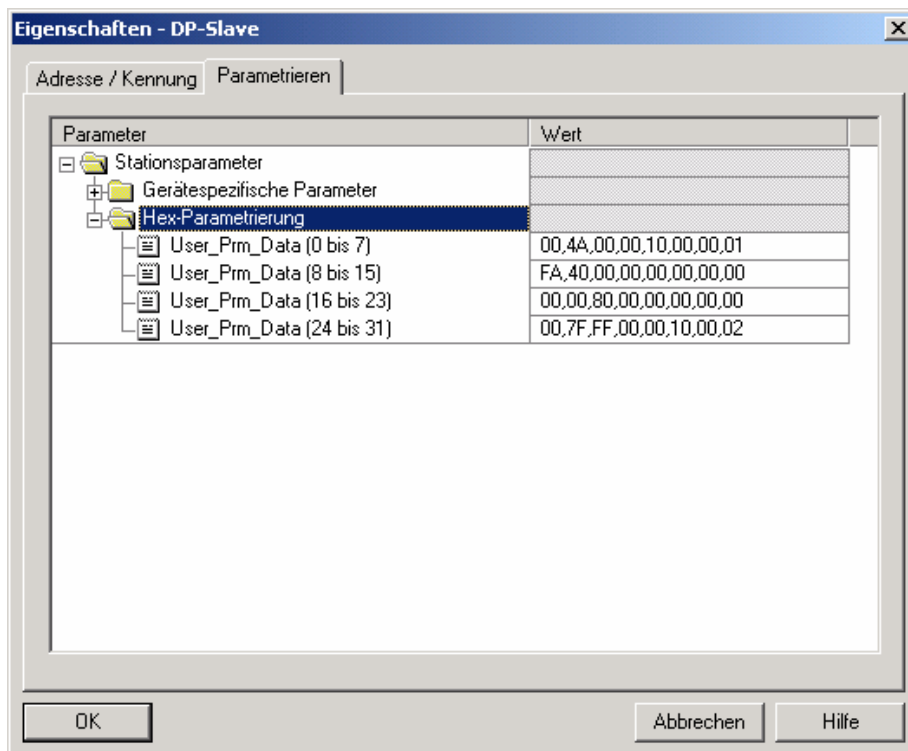 Eigenschaften - DP-Slave
Adresse / Kennung Parametrieren
Parameter Wert
Stationsparameter
Gerätespezifische Parameter
Hex-Parametrierung
User_Prm_Data (0 bis 7) 00,4A,00,00,10,00,00,01
User_Prm_Data (8 bis 15) FA,40,00,00,00,00,00,00
User_Prm_Data (16 bis 23) 00,00,80,00,00,00,00,00
User_Prm_Data (24 bis 31) 00,7F,FF,00,00,10,00,02
OK Abbrechen Hilfe